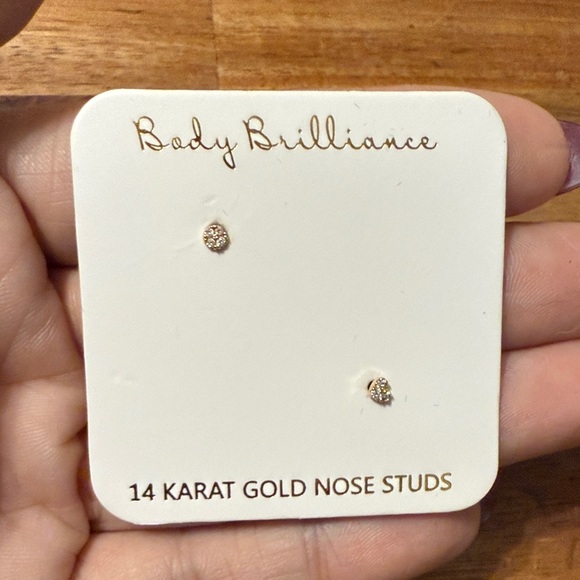 Body Brilliance
14 KARAT GOLD NOSE STUDS